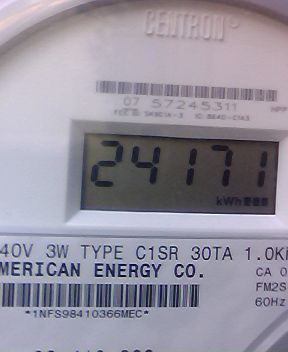 CENTRON®
07 57245311
24171
kWh
40V 3W TYPE C1SR 30TA 1.0K
MERICAN ENERGY CO.
CA 0
FM2S
60Hz
*1NFS98410366MEC*